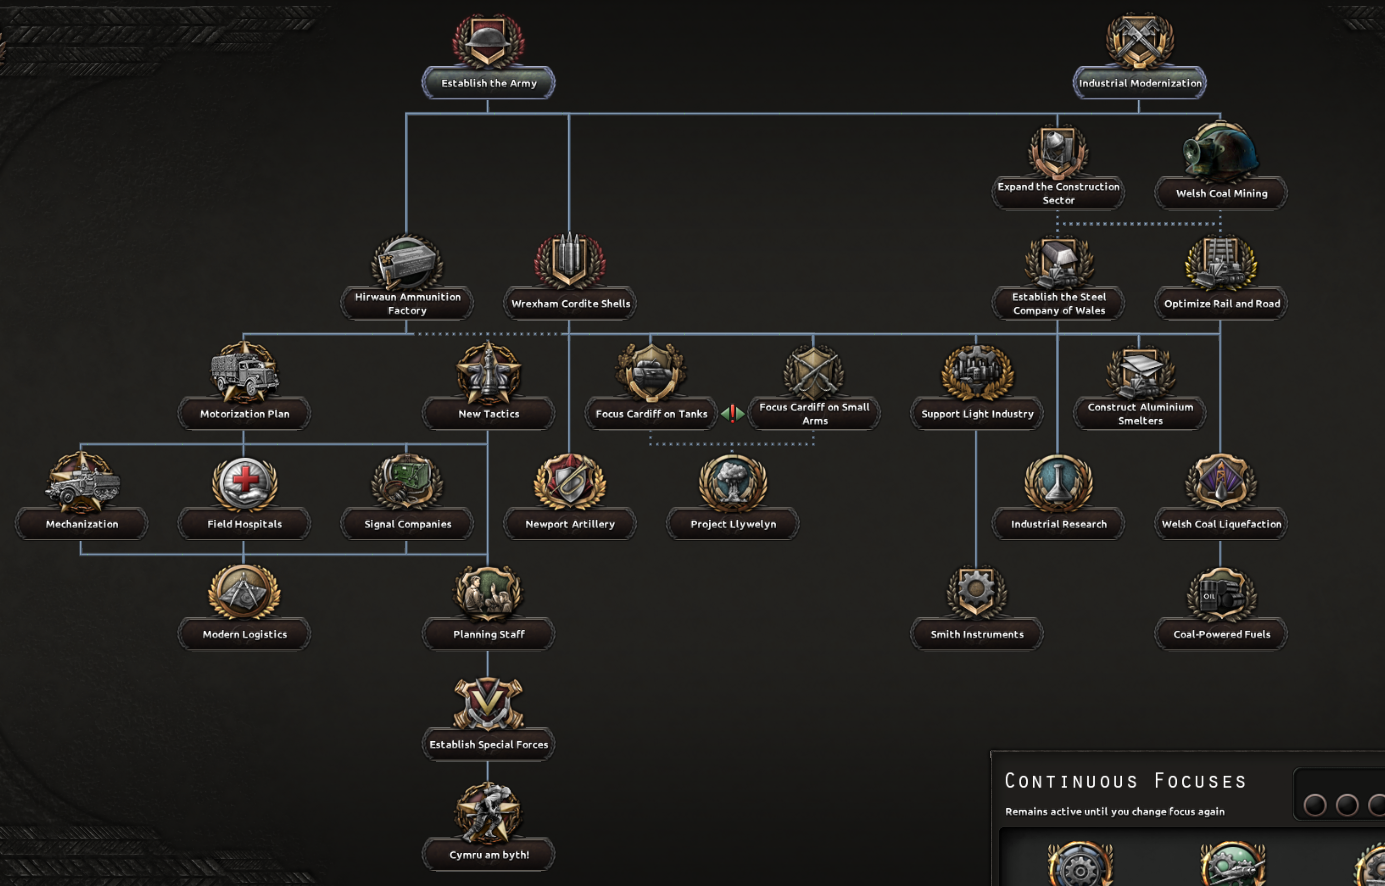 Establish the Army
Industrial Modernization
Expand the Construction
Sector
Welsh Coal Mining
Hirwaun Ammunition
Factory
Wrexham Cordite Shells
Establish the Steel
Company of Wales
Optimize Rail and Road
Motorization Plan
New Tactics
Focus Cardiff on Tanks
Focus Cardiff on Small
Arms
Support Light Industry
Construct Aluminium
Smelters
Mechanization
Field Hospitals
Signal Companies
Newport Artillery
Project Llywelyn
Industrial Research
Welsh Coal Liquefaction
OIL
Modern Logistics
Planning Staff
Smith Instruments
Coal-Powered Fuels
Establish Special Forces
Cymru am byth!
Continuous Focuses
Remains active until you change focus again